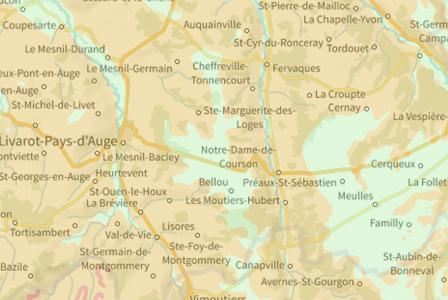 St-Pierre-de-Mailloc
La Chapelle-Yvon
Coupesarte
Auquainville
St-Germ
Camp
Le Mesnil-Durand
St-Cyr-du-Ronceray
Tordouet
Le Mesnil-Germain
Cheffreville-
Tonnencourt
Fervaques
eux-Pont-en-Auge
en-Auge
La Croupte
Cernay
St-Michel-de-Livet
Ste-Marguerite-des-
Loges
La Vespière-
Livarot-Pays-d'Auge
Notre-Dame-de-
Courson
ontviette
Le Mesnil-Bacley
Cerqueux
St-Georges-en-Auge
Heurtevent
Bellou
Préaux-St-Sébastien
La Follet
St-Ouen-le-Houx
Les Moutiers-Hubert
Meulles
La Brévière
on
Tortisambert
Lisores
Familly
Val-de-Vie
Ste-Foy-de-
Montgommery
St-Germain-de-
Montgommery
St-Aubin-de-
Bonneval
Bazile
Canapville
Avernes-St-Gourgon
Vimoutiers